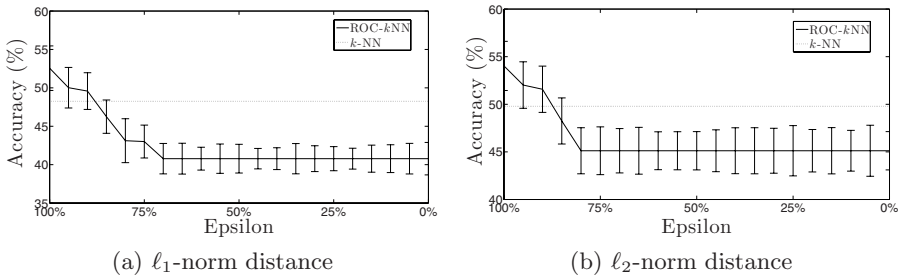 60
55
50
45
40
35
Accuracy (%)
ROC-kNN
k-NN
100%
75%
50%
25%
0%
Epsilon
(a) ℓ1-norm distance
60
55
50
45
40
Accuracy (%)
ROC-kNN
k-NN
100%
75%
50%
25%
0%
Epsilon
(b) ℓ2-norm distance